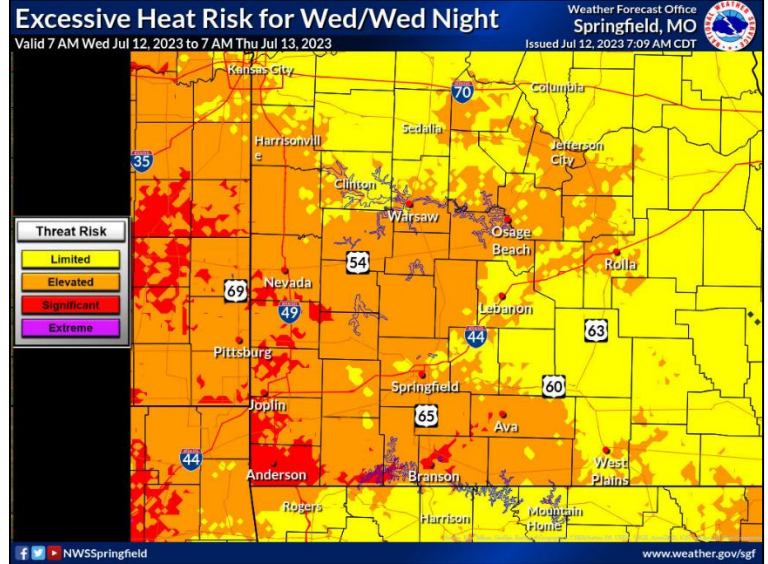 Excessive Heat Risk for Wed/Wed Night
Valid 7 AM Wed Jul 12, 2023 to 7 AM Thu Jul 13, 2023
Weather Forecast Office
Springfield, MO
Issued Jul 12, 2023 7:09 AM CDT
NATIONAL WEATHER SERVICE
Kansas City
70
Columbia
Sedalia
Harrisonvill
e
Jefferson
City
35
Clinton
Warsaw
Osage
Beach
Threat Risk
Limited
Elevated
Significant
Extreme
54
Rolla
69
Nevada
49
Lebanon
63
44
Pittsburg
Springfield
60
Joplin
65
Ava
44
Anderson
Branson
West
Plains
Rogers
Harrison
Mountain
Home
NWSSpringfield
www.weather.gov/sgf